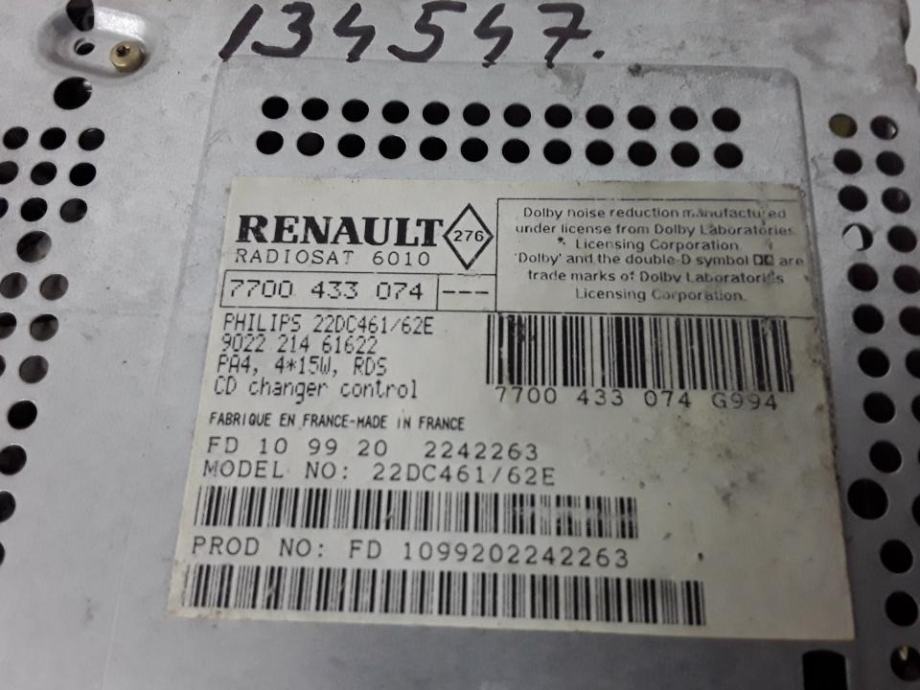 134547.
RENAULT 276
RADIOSAT 6010
7700 433 074 ---
Dolby noise reduction manufactured
under license from Dolby Laboratories
Licensing Corporation.
'Dolby' and the double-D symbol are
trade marks of Dolby Laboratories
Licensing Corporation.
PHILIPS 22DC461/62E
9022 214 61622
PA4, 4*15W, RDS
CD changer control
7700 433 074 G994
FABRIQUE EN FRANCE-MADE IN FRANCE
FD 10 99 20 2242263
MODEL NO: 22DC461/62E
PROD NO: FD 1099202242263